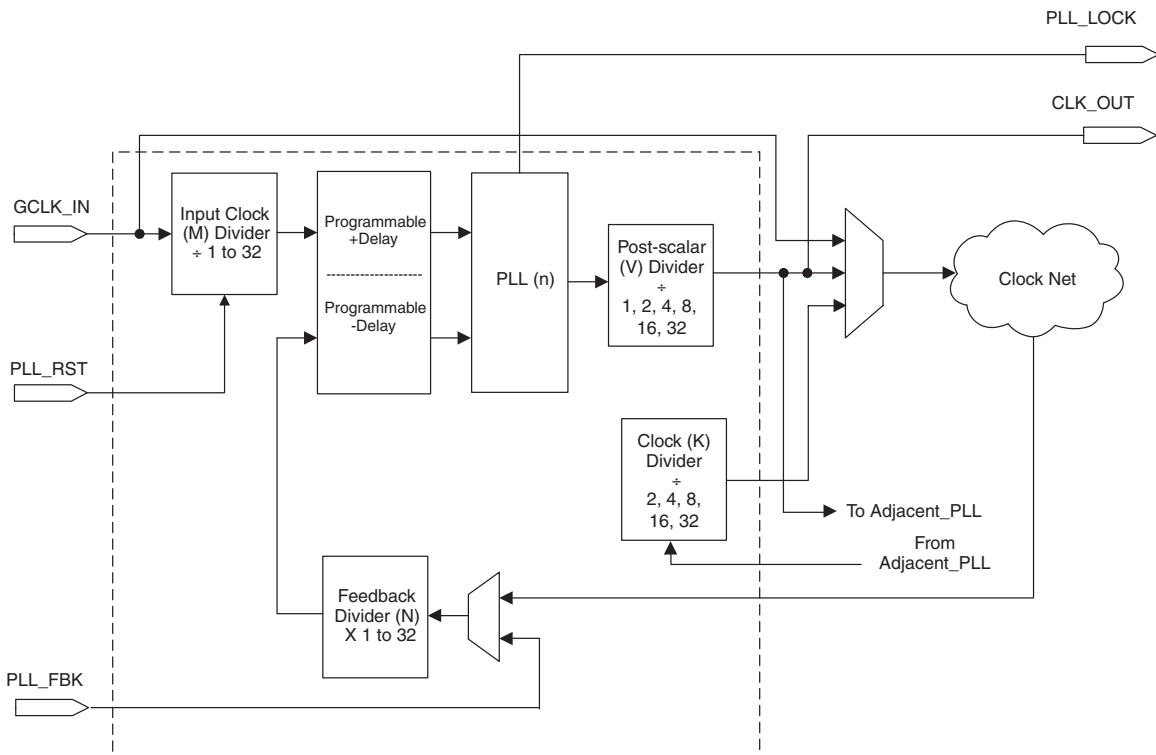 PLL_LOCK
CLK_OUT
GCLK_IN
Input Clock
(M) Divider
÷ 1 to 32
Programmable
+Delay
--------------------
Programmable
-Delay
PLL (n)
Post-scalar
(V) Divider
÷
1, 2, 4, 8,
16, 32
Clock Net
PLL_RST
Clock (K)
Divider
÷
2, 4, 8,
16, 32
To Adjacent_PLL
From
Adjacent_PLL
Feedback
Divider (N)
X 1 to 32
PLL_FBK